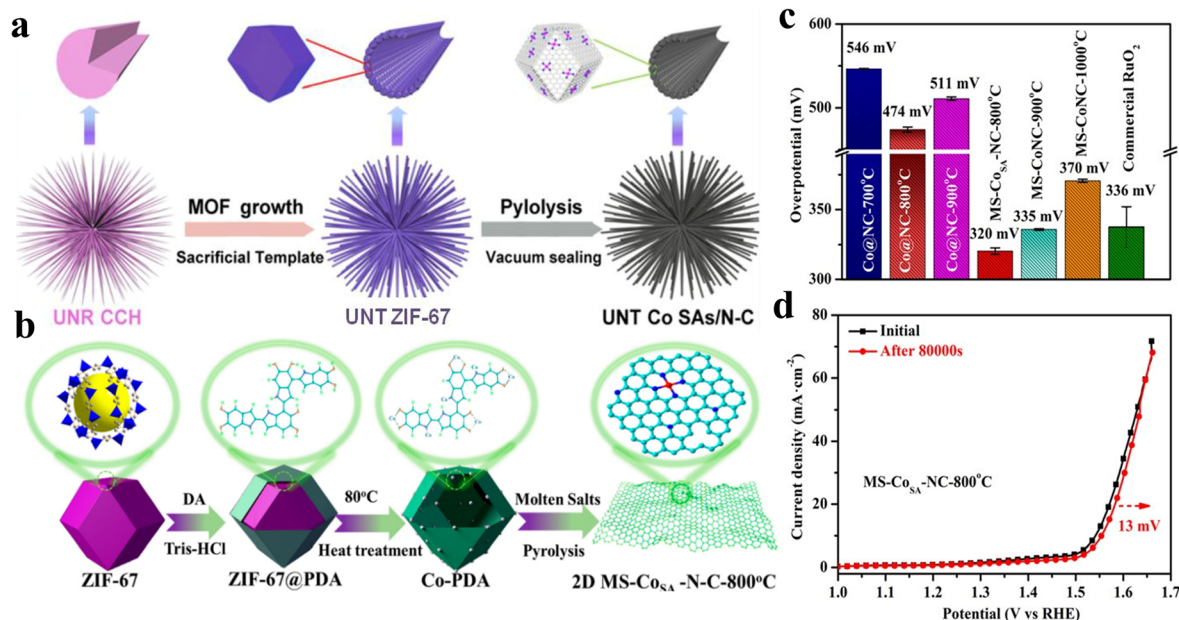 a
MOF growth
Sacrificial Template
Pylolysis
Vacuum sealing
UNR CCH
UNT ZIF-67
UNT Co SAs/N-C
b
DA
Tris-HCl
80°C
Heat treatment
Molten Salts
Pyrolysis
ZIF-67
ZIF-67@PDA
Co-PDA
2D MS-CoSA -N-C-800°C
c
Overpotential (mV)
600
500
350
300
546 mV
474 mV
511 mV
320 mV
335 mV
370 mV
336 mV
Co@NC-700°C
Co@NC-800°C
Co@NC-900°C
MS-CoSA-NC-800°C
MS-CoNC-900°C
MS-CoNC-1000°C
Commercial RuO2
d
Current density (mA·cm-2)
80
60
40
20
0
Initial
After 80000s
MS-CoSA-NC-800°C
13 mV
1.0 1.1 1.2 1.3 1.4 1.5 1.6 1.7
Potential (V vs RHE)